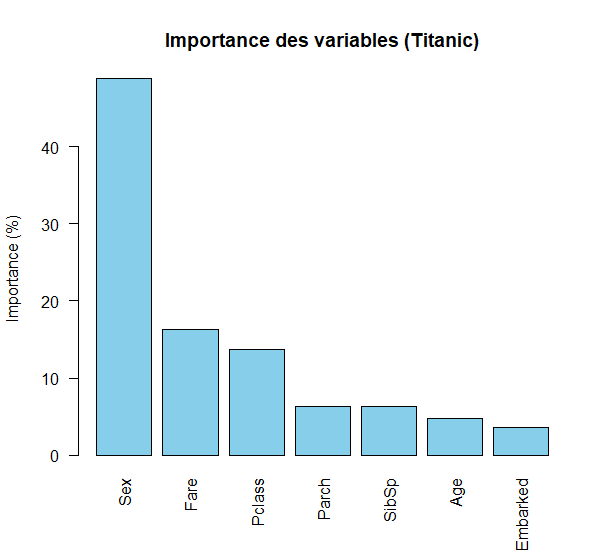 Importance des variables (Titanic)
Importance (%)
40
30
20
10
0
Sex
Fare
Pclass
Parch
SibSp
Age
Embarked